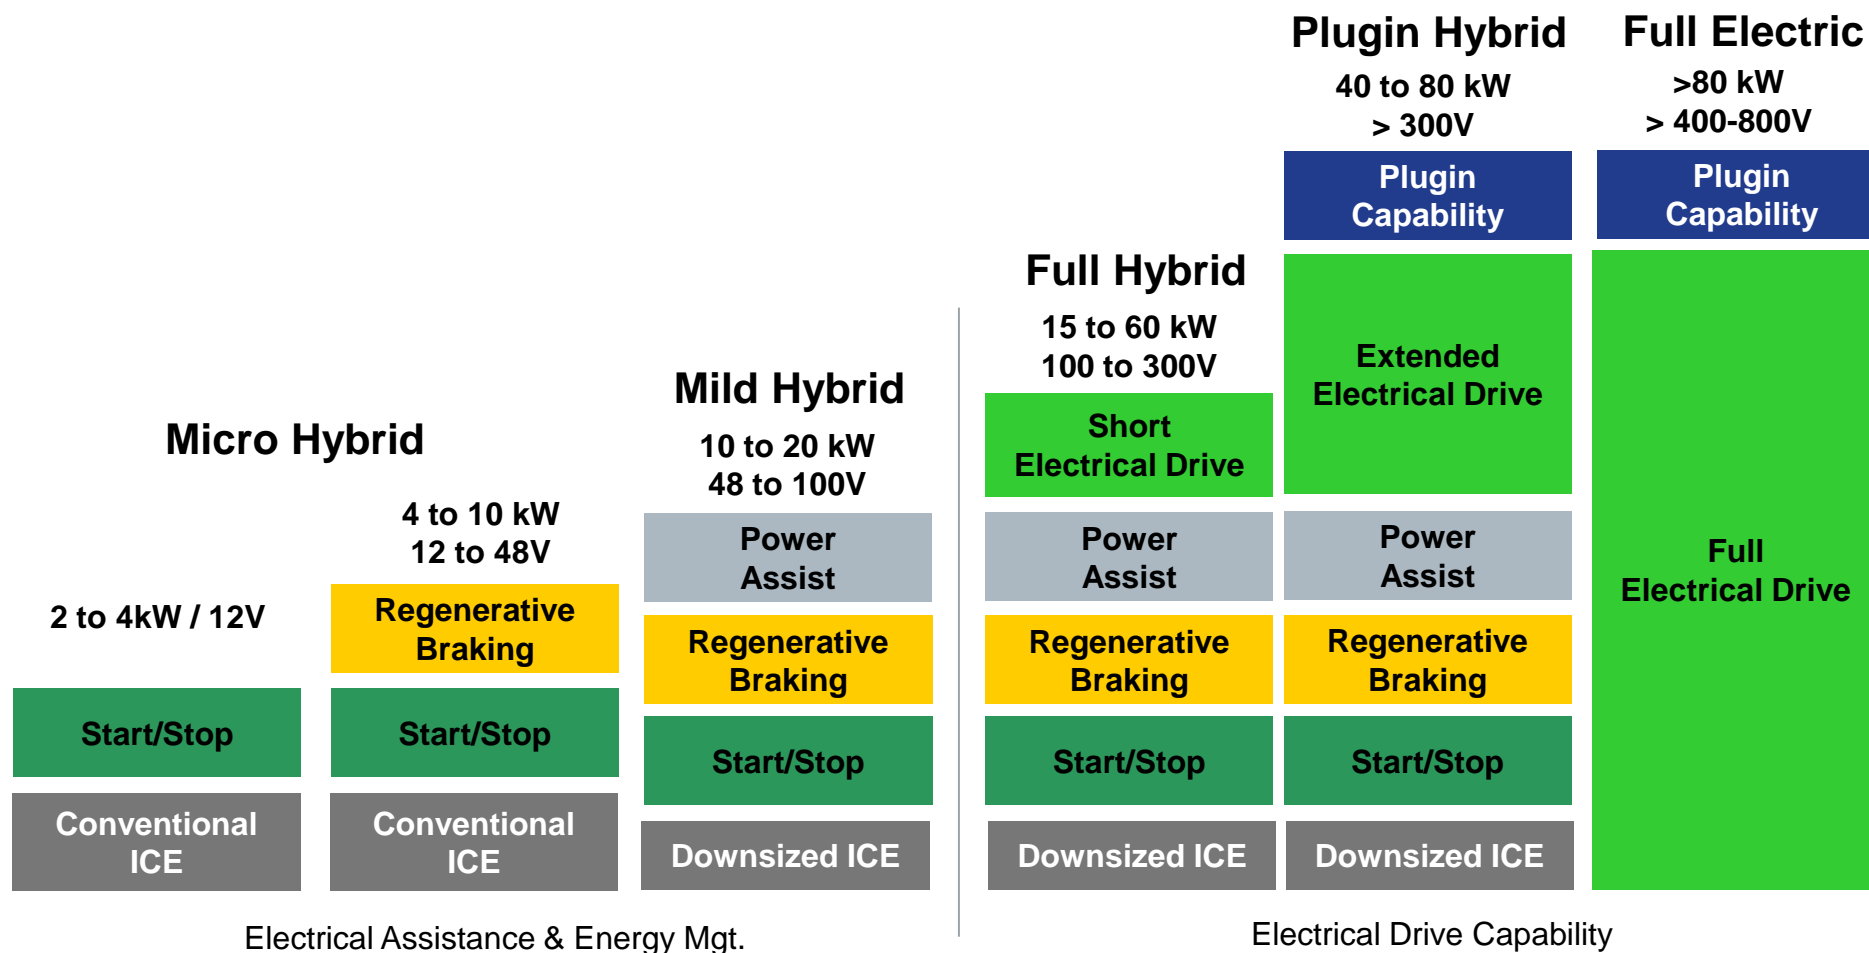 Micro Hybrid
2 to 4kW / 12V
Start/Stop
Conventional
ICE
4 to 10 kW
12 to 48V
Regenerative
Braking
Start/Stop
Conventional
ICE
Mild Hybrid
10 to 20 kW
48 to 100V
Power
Assist
Regenerative
Braking
Start/Stop
Downsized ICE
Electrical Assistance & Energy Mgt.
Full Hybrid
15 to 60 kW
100 to 300V
Short
Electrical Drive
Power
Assist
Regenerative
Braking
Start/Stop
Downsized ICE
Plugin Hybrid
40 to 80 kW
> 300V
Plugin
Capability
Extended
Electrical Drive
Power
Assist
Regenerative
Braking
Start/Stop
Downsized ICE
Full Electric
>80 kW
> 400-800V
Plugin
Capability
Full
Electrical Drive
Electrical Drive Capability